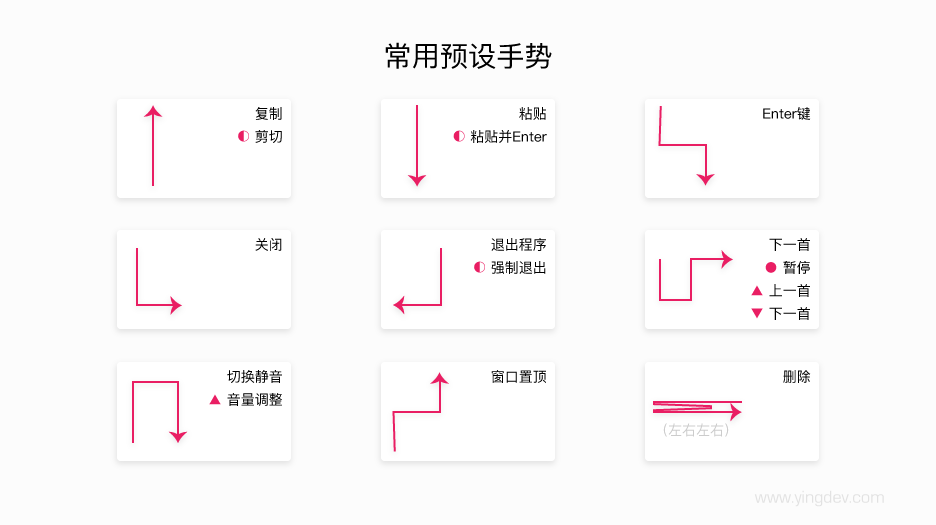 常用预设手势
复制
剪切
粘贴
粘贴并Enter
Enter键
关闭
退出程序
强制退出
下一首
暂停
上一首
下一首
切换静音
音量调整
窗口置顶
删除
(左右左右)
www.yingdev.com